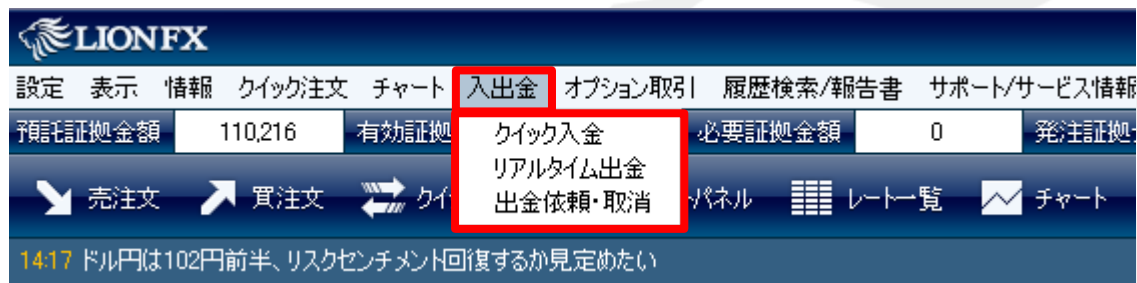 LION FX
設定 表示 情報 クイック注文 チャート 入出金 オプション取引 履歴検索/報告書 サポート/サービス情報
預託証拠金額 110,216 有効証拠 必要証拠金額 0 発注証拠
クイック入金
リアルタイム出金
出金依頼・取消
売注文 買注文 クイ パネル レート一覧 チャート
14:17 ドル円は102円前半、リスクセンチメント回復するか見定めたい